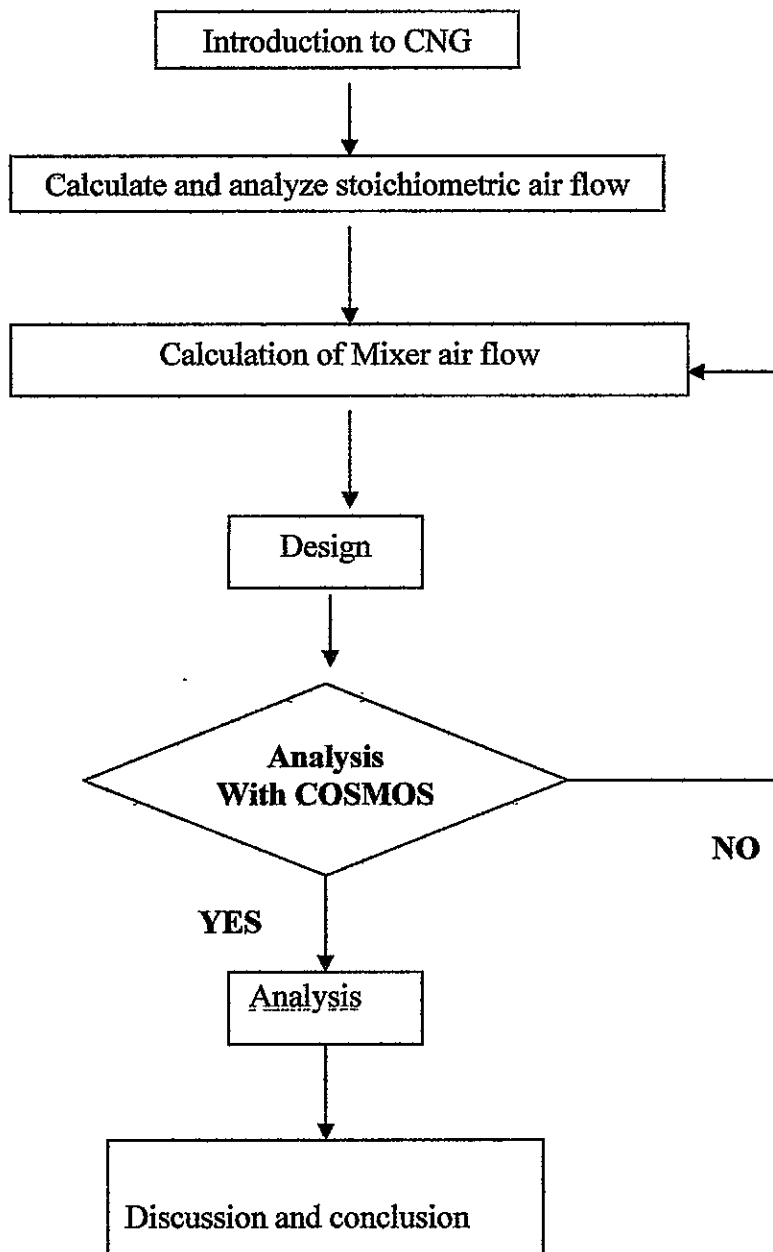 Introduction to CNG
Calculate and analyze stoichiometric air flow
Calculation of Mixer air flow
Design
Analysis
With COSMOS
NO
YES
Analysis
Discussion and conclusion